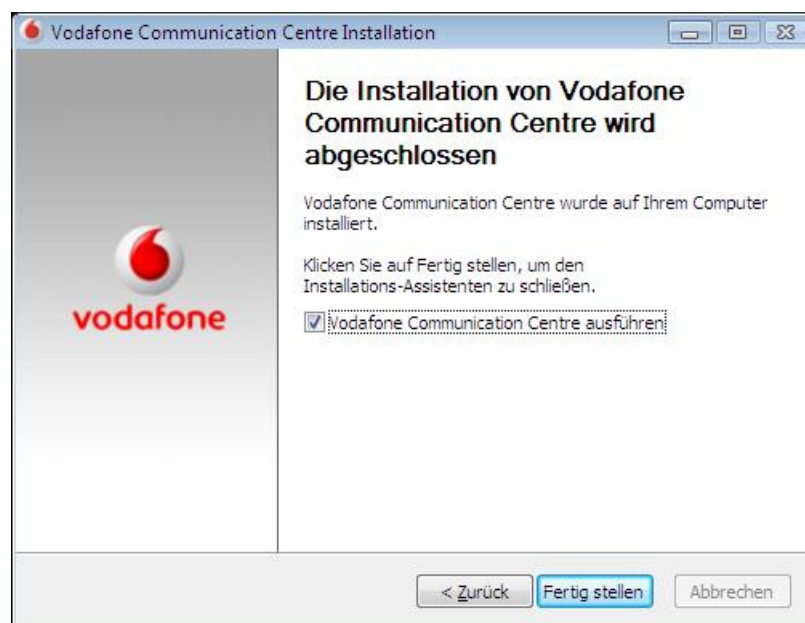 Vodafone Communication Centre Installation
Die Installation von Vodafone
Communication Centre wird
abgeschlossen
Vodafone Communication Centre wurde auf Ihrem Computer
installiert.
Klicken Sie auf Fertig stellen, um den
Installations-Assistenten zu schließen.
vodafone
Vodafone Communication Centre ausführen
< Zurück Fertig stellen Abbrechen